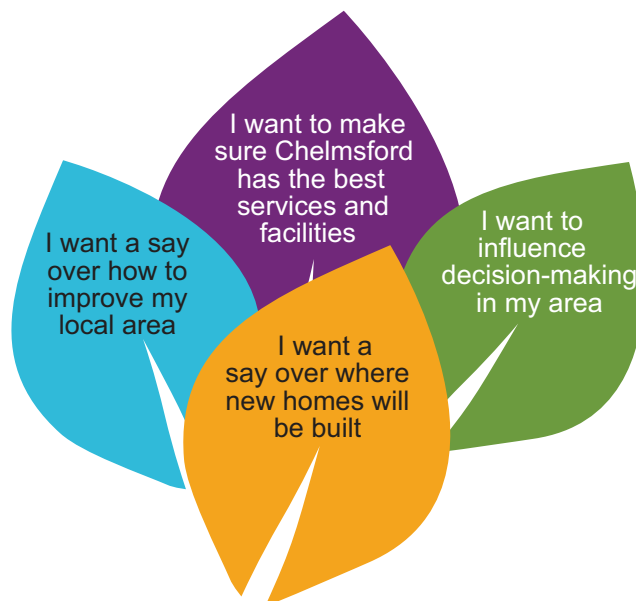 I want to make
sure Chelmsford
has the best
services and
facilities
I want a say
over how to
improve my
local area
I want to
influence
decision-making
in my area
I want a
say over where
new homes will
be built